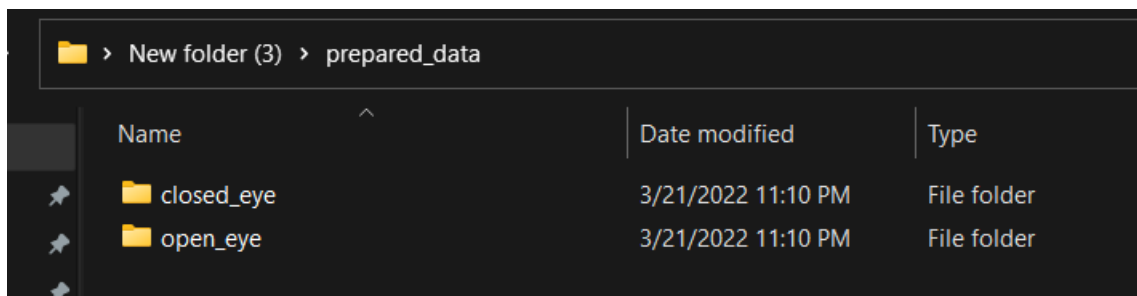 New folder (3) > prepared_data
Name Date modified Type
closed_eye 3/21/2022 11:10 PM File folder
open_eye 3/21/2022 11:10 PM File folder